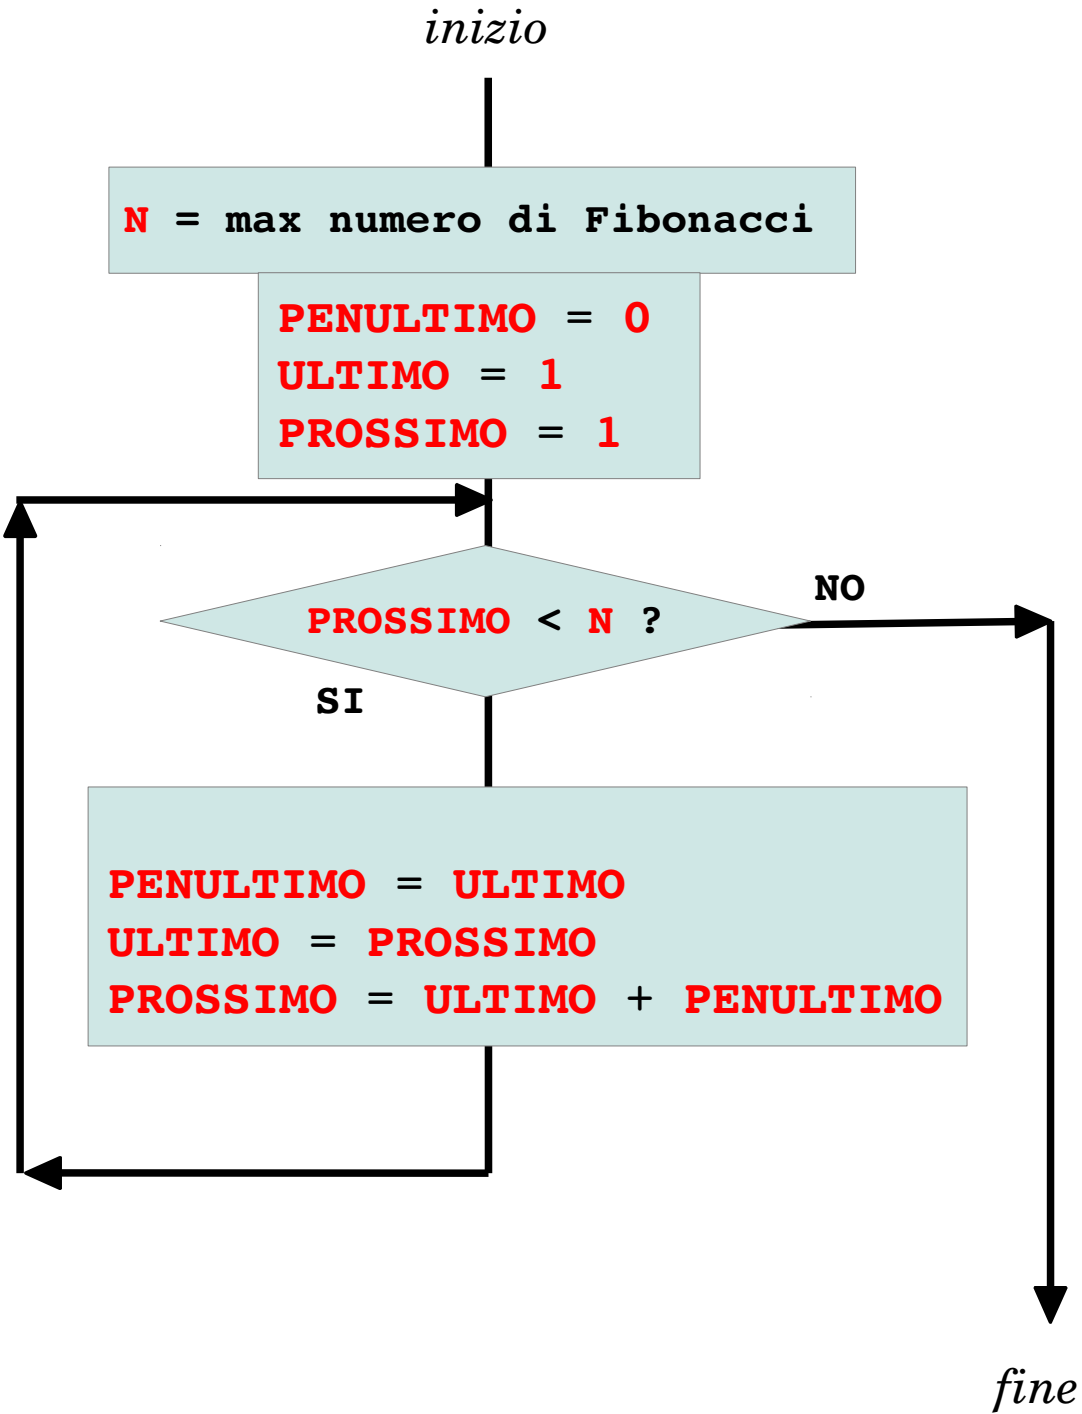 inizio
N = max numero di Fibonacci
PENULTIMO = 0
ULTIMO = 1
PROSSIMO = 1
PROSSIMO < N ?
NO
SI
PENULTIMO = ULTIMO
ULTIMO = PROSSIMO
PROSSIMO = ULTIMO + PENULTIMO
fine